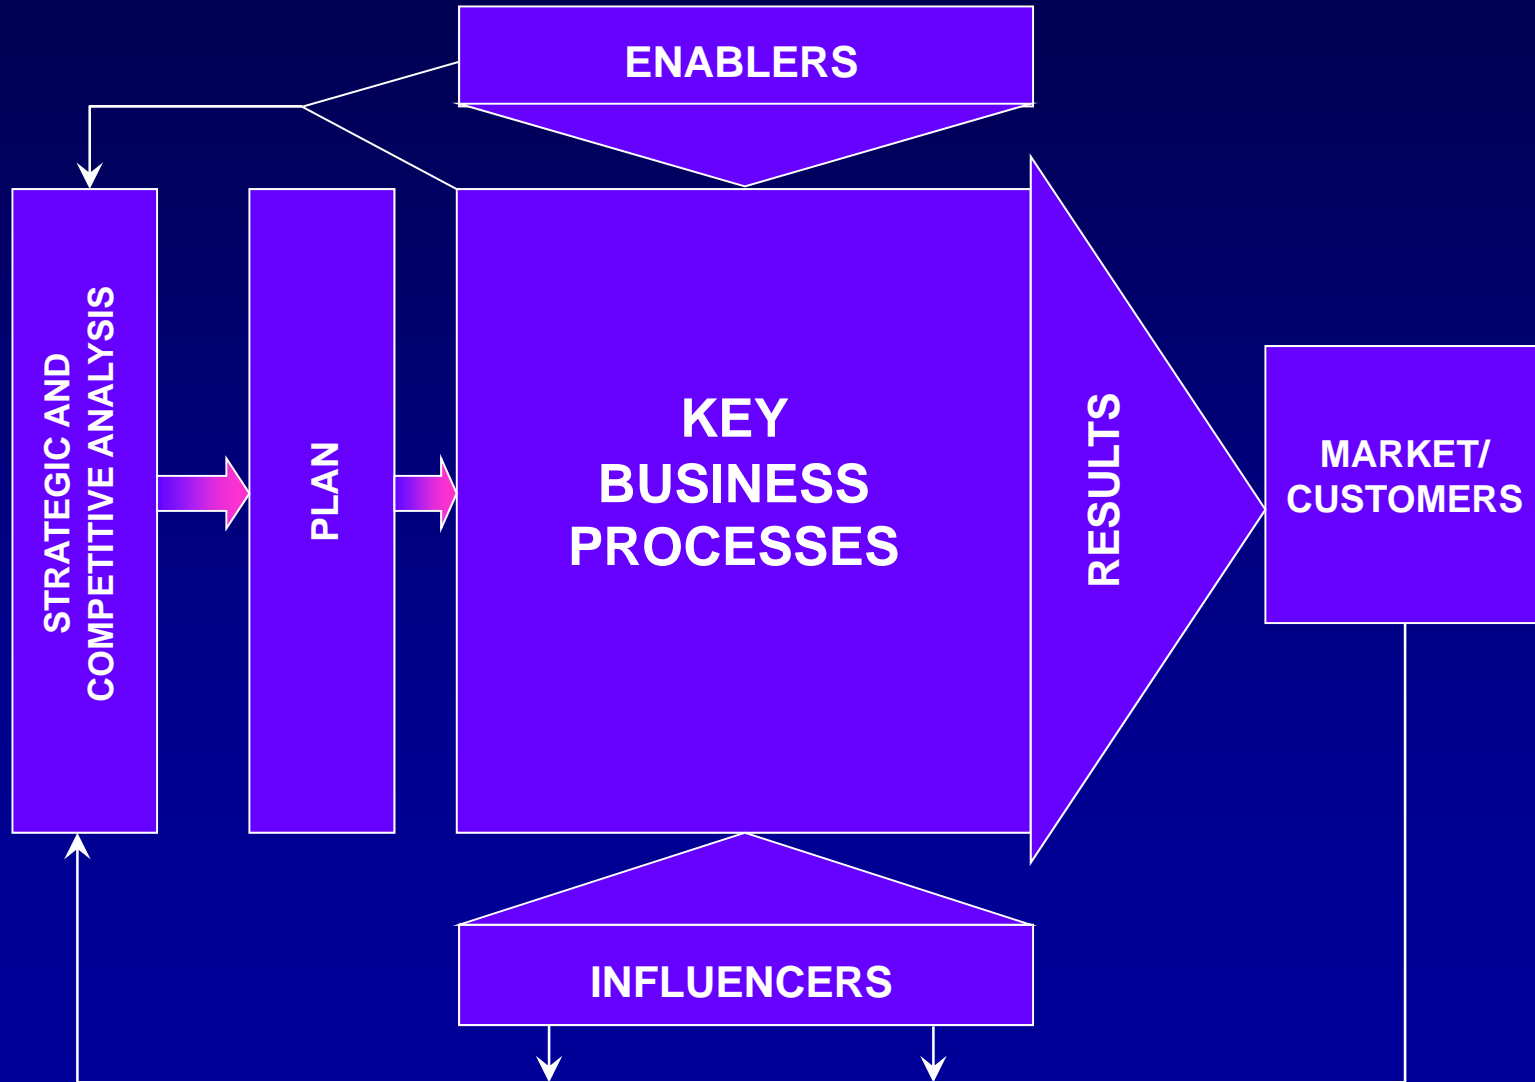 ENABLERS
STRATEGIC AND
COMPETITIVE ANALYSIS
PLAN
KEY
BUSINESS
PROCESSES
RESULTS
MARKET/
CUSTOMERS
INFLUENCERS